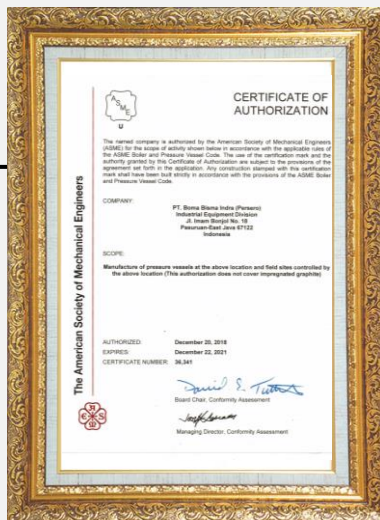 ASME
U
CERTIFICATE OF
AUTHORIZATION
The named company is authorized by the American Society of Mechanical Engineers
(ASME) for the scope of activity shown below in accordance with the applicable rules of
the ASME Boiler and Pressure Vessel Code. The use of the certification mark and the
authority granted by this Certificate of Authorization are subject to the provisions of the
agreement set forth in the application. Any construction stamped with this certification
mark shall have been built strictly in accordance with the provisions of the ASME Boiler
and Pressure Vessel Code.
COMPANY:
PT. Boma Bisma Indra (Persero)
Industrial Equipment Division
Jl. Imam Bonjol No. 18
Pasuruan-East Java 67122
Indonesia
SCOPE:
Manufacture of pressure vessels at the above location and field sites controlled by
the above location (This authorization does not cover impregnated graphite)
AUTHORIZED: December 20, 2018
EXPIRES: December 22, 2021
CERTIFICATE NUMBER: 36,341
Board Chair, Conformity Assessment
Managing Director, Conformity Assessment
The American Society of Mechanical Engineers